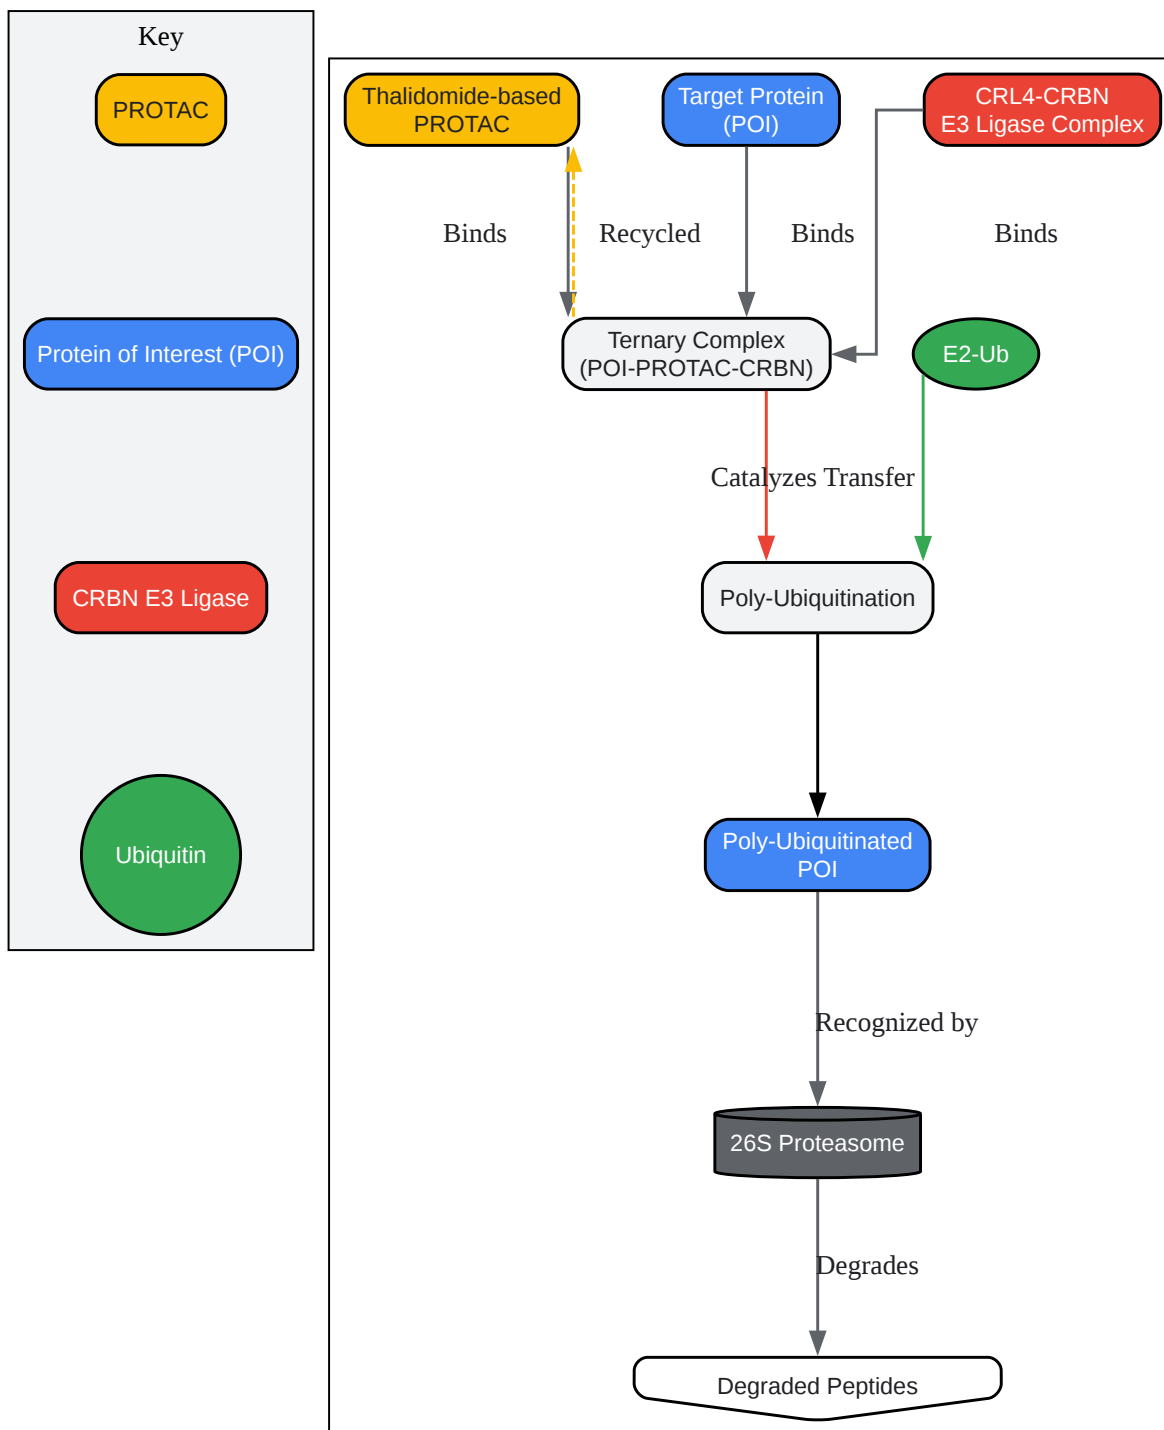 Key
PROTAC
Protein of Interest (POI)
CRBN E3 Ligase
Ubiquitin
Thalidomide-based
PROTAC
Target Protein
(POI)
CRL4-CRBN
E3 Ligase Complex
Binds
Recycled
Binds
Binds
Ternary Complex
(POI-PROTAC-CRBN)
E2-Ub
Catalyzes Transfer
Poly-Ubiquitination
Poly-Ubiquitinated
POI
Recognized by
26S Proteasome
Degrades
Degraded Peptides